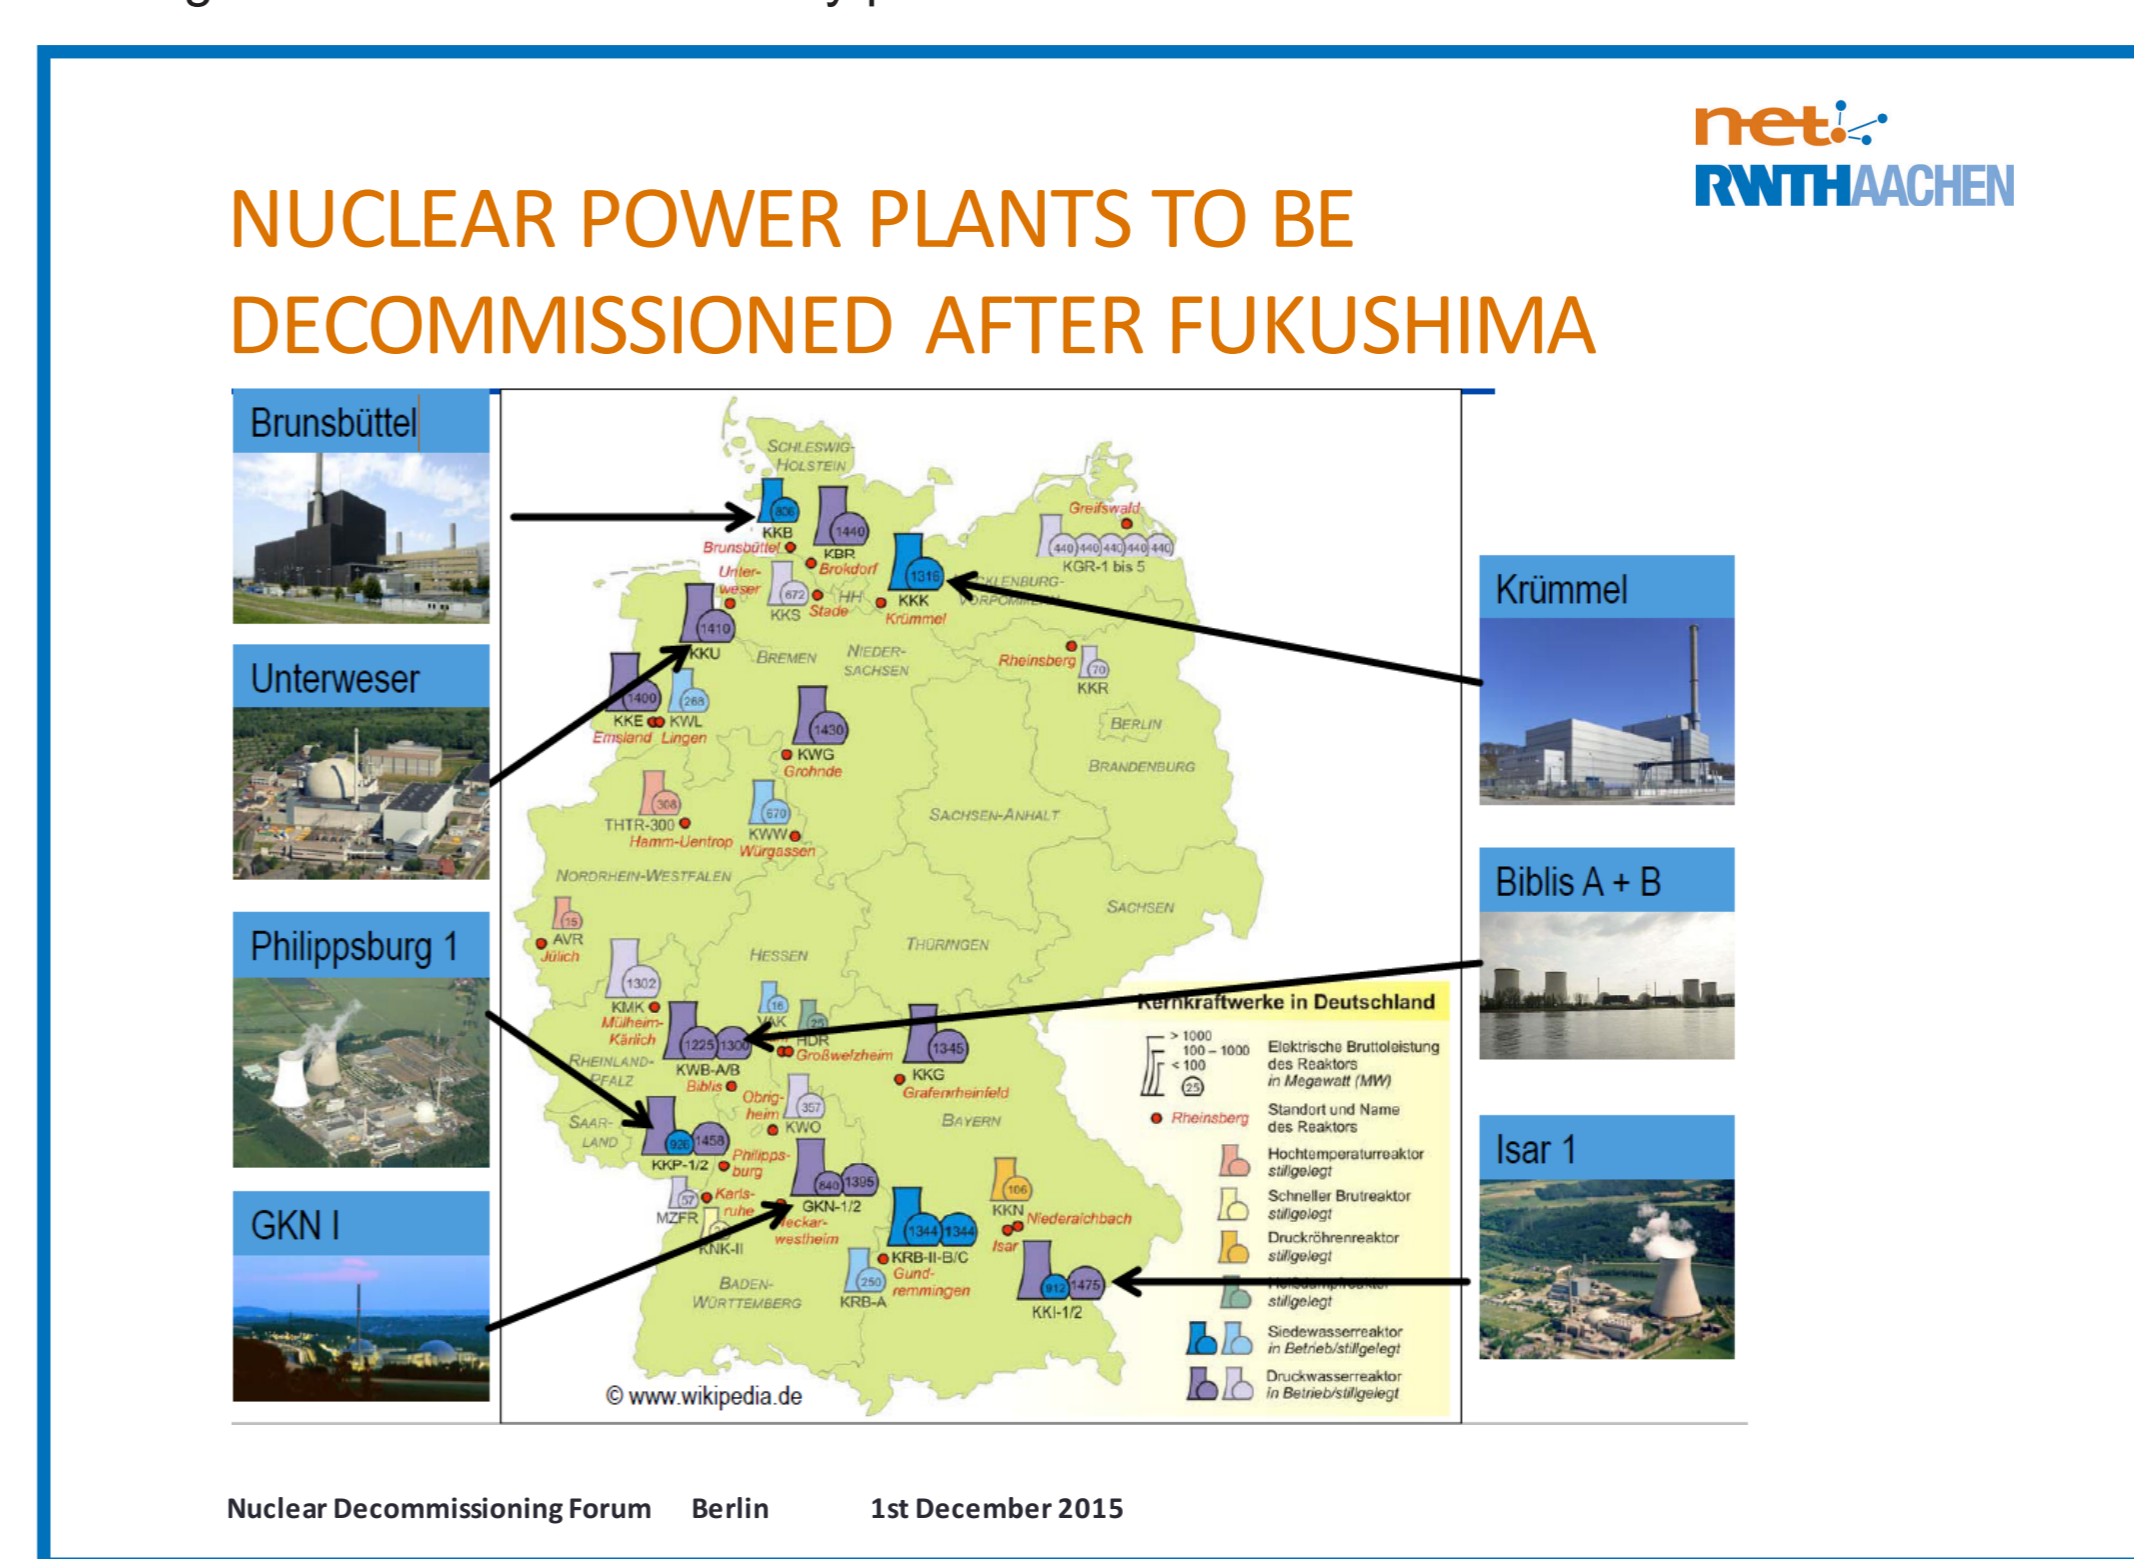 net
RWTHAACHEN
NUCLEAR POWER PLANTS TO BE
DECOMMISSIONED AFTER FUKUSHIMA
Brunsbüttel
Unterweser
Philippsburg 1
GKN I
Krümmel
Biblis A + B
Isar 1
SCHLESWIG-
HOLSTEIN
806
KKB
Brunsbüttel
1440
KBR
Brokdorf
1316
KKK
Krümmel
Greifswald
440 440 440 440 440
KGR-1 bis 5
Unter-
weser
672
KKS
Stade
HH
1410
KKU
BREMEN
NIEDER-
SACHSEN
Rheinsberg
70
KKR
1400
KKE
Emsland
268
KWL
Lingen
1430
KWG
Grohnde
BERLIN
BRANDENBURG
308
THTR-300
Hamm-Uentrop
670
KWW
Würgassen
SACHSEN-ANHALT
NORDRHEIN-WESTFALEN
15
AVR
Jülich
HESSEN
THÜRINGEN
SACHSEN
1302
KMK
Mülheim-
Kärlich
16
VAK
25
HDR
Großwelzheim
1225 1300
KWB-A/B
Biblis
1345
KKG
Grafenrheinfeld
RHEINLAND-
PFALZ
Obrig-
heim
357
KWO
SAAR-
LAND
BAYERN
926 1458
KKP-1/2
Philipps-
burg
57
MZFR
Karls-
ruhe
KNK-II
840 1395
GKN-1/2
westheim
1344 1344
KRB-II-B/C
Gund-
remmingen
250
KRB-A
106
KKN
Niederaichbach
Isar
912 1475
KKI-1/2
BADEN-
WÜRTTEMBERG
© www.wikipedia.de
Kernkraftwerke in Deutschland
> 1000
100 – 1000
< 100
25
Elektrische Bruttoleistung
des Reaktors
in Megawatt (MW)
Rheinsberg
Standort und Name
des Reaktors
Hochtemperaturreaktor
stillgelegt
Schneller Brutreaktor
stillgelegt
Druckröhrenreaktor
stillgelegt
stillgelegt
Siedewasserreaktor
in Betrieb/stillgelegt
Druckwasserreaktor
in Betrieb/stillgelegt
Nuclear Decommissioning Forum Berlin 1st December 2015